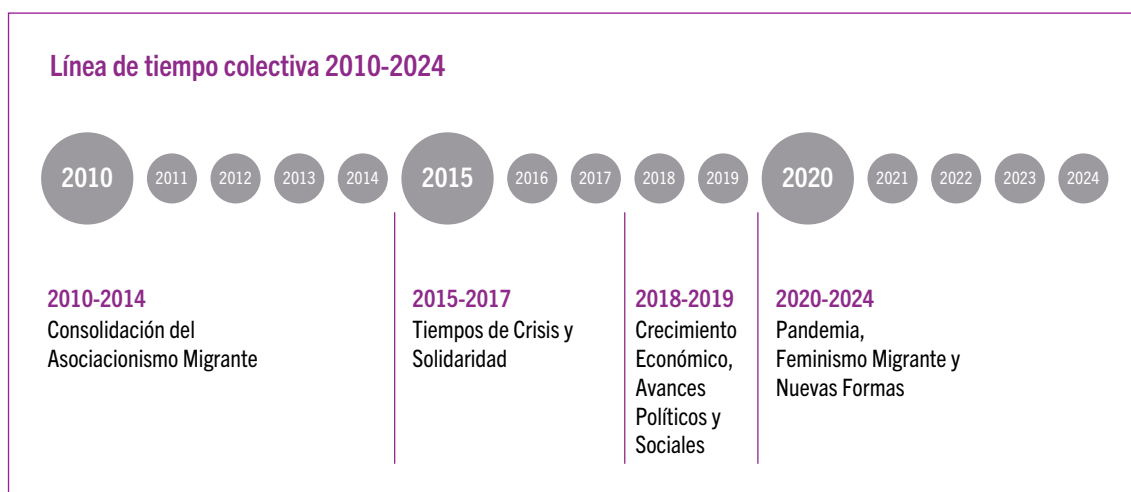 Línea de tiempo colectiva 2010-2024
2010 2011 2012 2013 2014 2015 2016 2017 2018 2019 2020 2021 2022 2023 2024
2010-2014
Consolidación del
Asociacionismo Migrante
2015-2017
Tiempos de Crisis y
Solidaridad
2018-2019
Crecimiento
Económico,
Avances
Políticos y
Sociales
2020-2024
Pandemia,
Feminismo Migrante y
Nuevas Formas